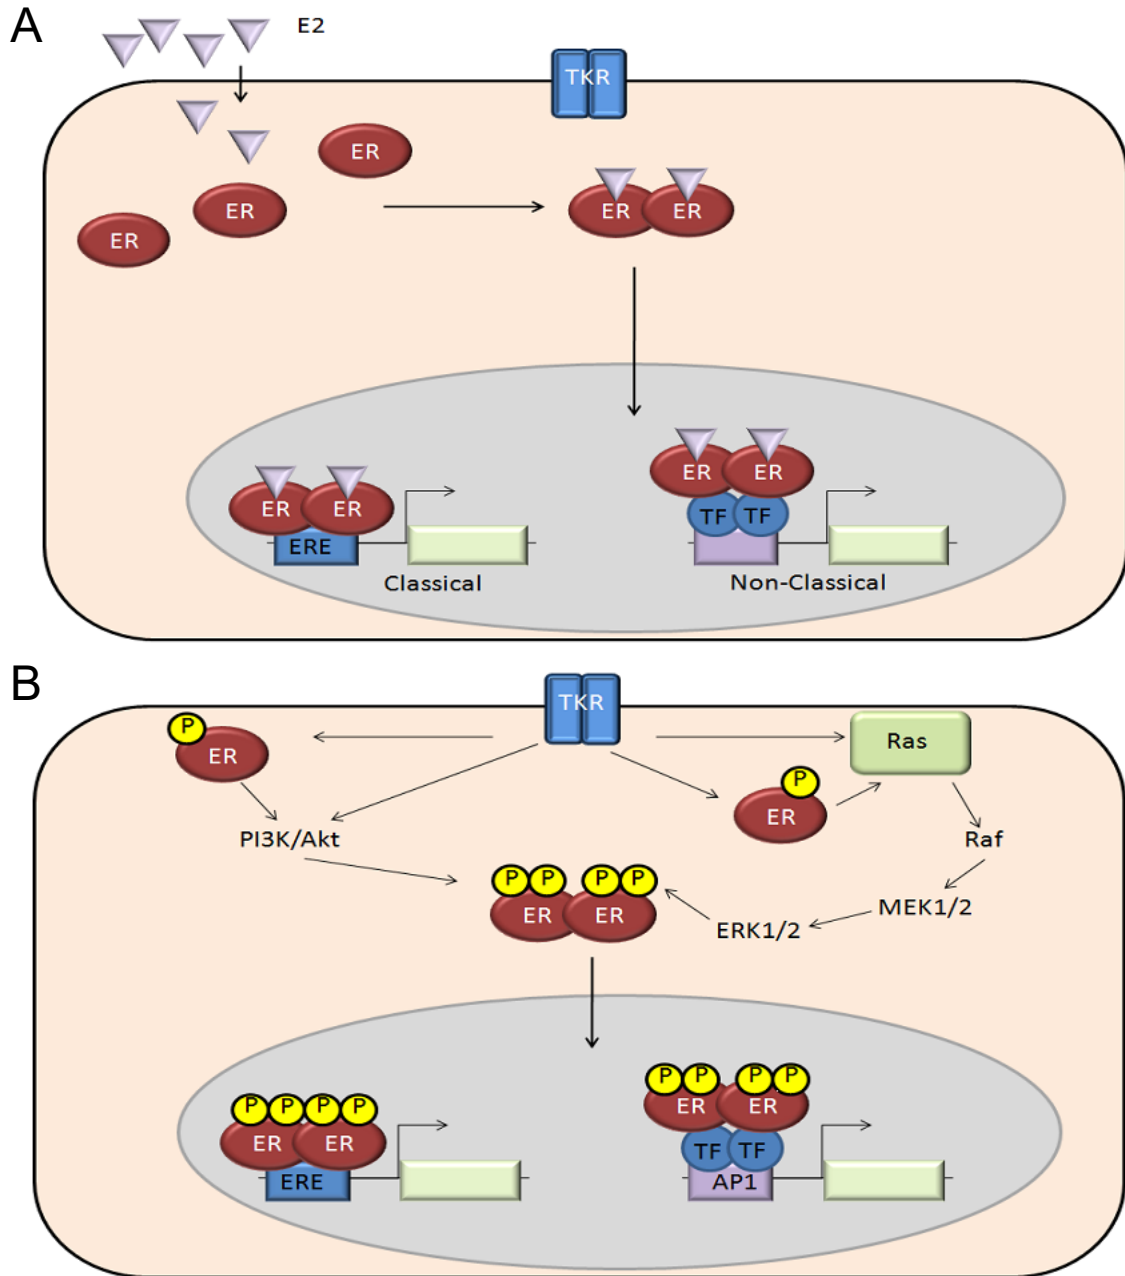 A
E2
TKR
ER
ER
ER
ER
ER
ER
ER
TF
TF
ER
ER
ERE
Classical
Non-Classical
B
TKR
P
ER
Ras
P
ER
PI3K/Akt
Raf
P
P
P
P
ER
ER
MEK1/2
ERK1/2
P
P
P
P
ER
ER
TF
TF
AP1
P
P
P
P
ER
ER
ERE